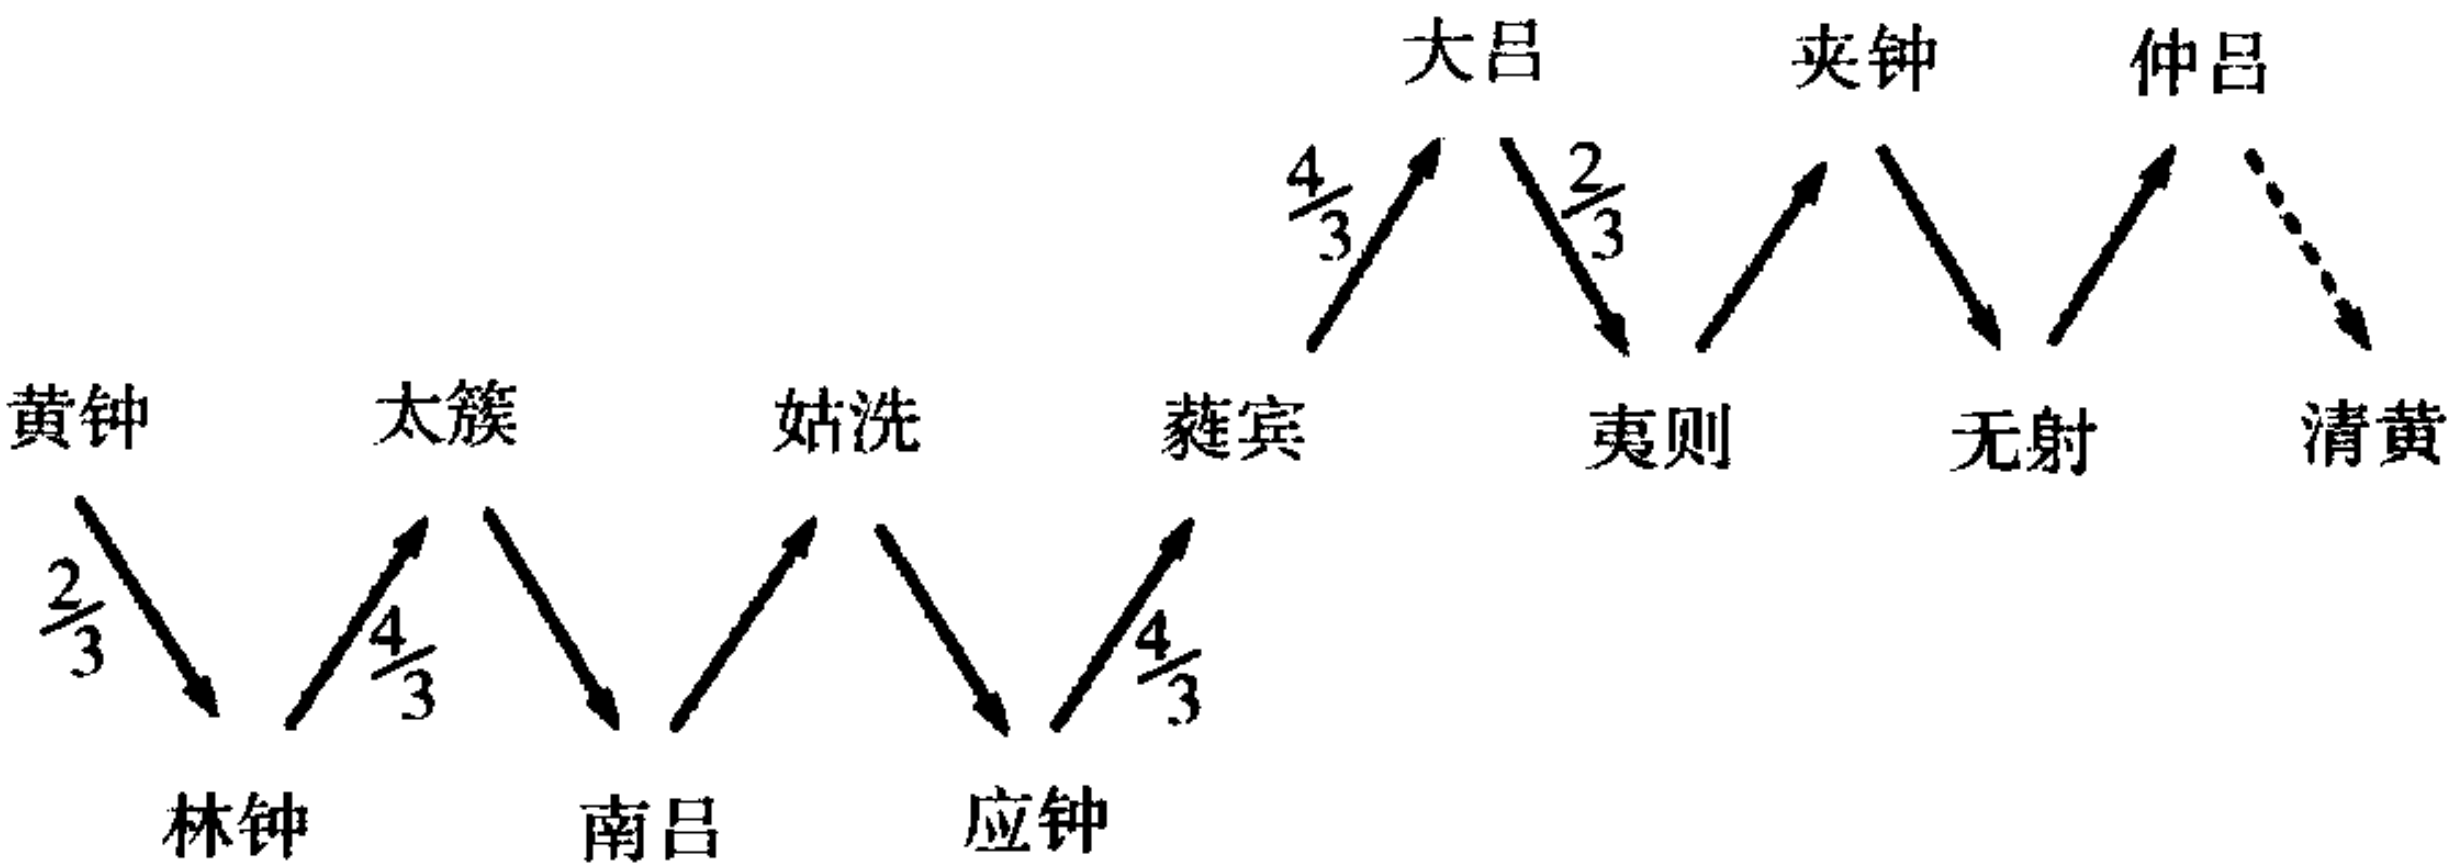 大吕 夹钟 仲吕
4/3 2/3
黄钟 太簇 姑洗 蕤宾 夷则 无射 清黄
2/3 4/3 4/3
林钟 南吕 应钟